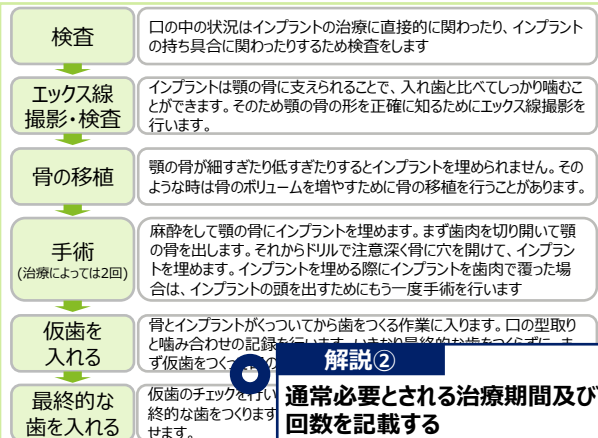 検査
口の中の状況はインプラントの治療に直接的に関わったり、インプラント
の持ち具合に関わったりするため検査をします
エックス線
撮影・検査
インプラントは顎の骨に支えられることで、入れ歯と比べてしっかり噛むこ
とができます。そのため顎の骨の形を正確に知るためにエックス線撮影を
行います。
骨の移植
顎の骨が細すぎたり低すぎたりするとインプラントを埋められません。その
ような時は骨のボリュームを増やすために骨の移植を行うことがあります。
手術
(治療によっては2回)
麻酔をして顎の骨にインプラントを埋めます。まず歯肉を切り開いて顎
の骨を出します。それからドリルで注意深く骨に穴を開けて、インプラン
トを埋めます。インプラントを埋める際にインプラントを歯肉で覆った場
合は、インプラントの頭を出すためにもう一度手術を行います
仮歯を
入れる
骨とインプラントがくっついてから歯をつくる作業に入ります。口の型取り
と噛み合わせの記録を行います。いきなり最終的な歯をつくらずに、ま
ず仮歯をつく
最終的な
歯を入れる
仮歯のチェックを行い
終的な歯をつくります
せます。
解説②
通常必要とされる治療期間及び
回数を記載する